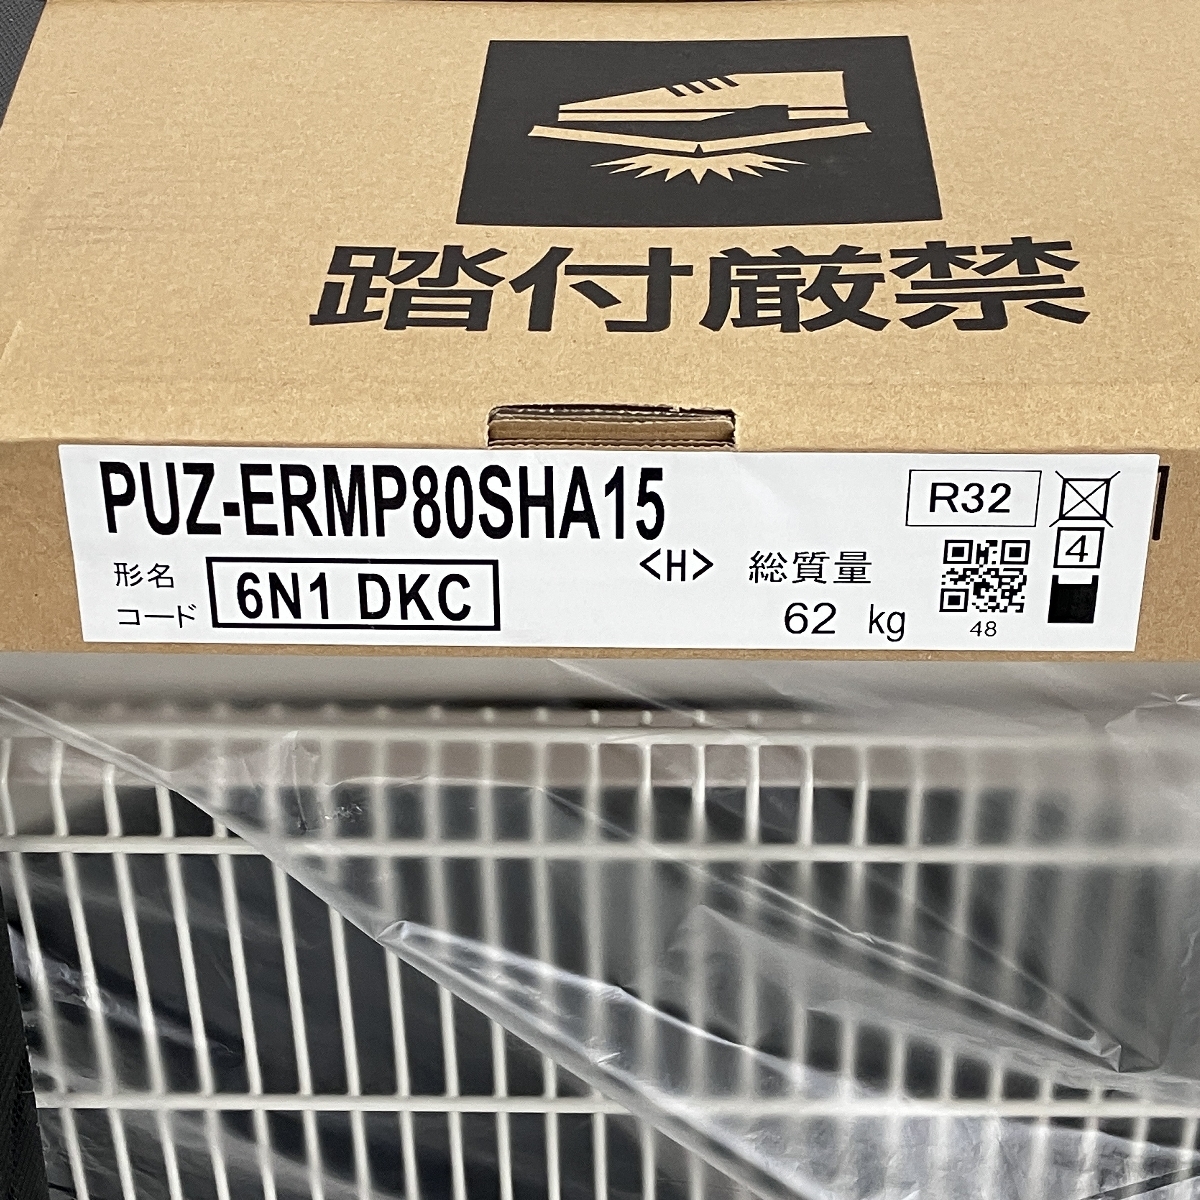 踏付厳禁
PUZ-ERMP80SHA15
R32
<H>
総質量
4
形名
コード
6N1 DKC
62 kg
48